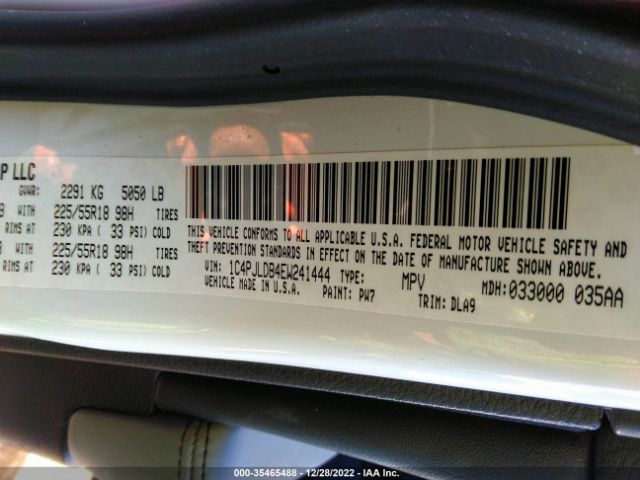 P LLC
GVWR: 2291 KG 5050 LB
WITH 225/55R18 98H TIRES
RIMS AT 230 KPA ( 33 PSI) COLD
WITH 225/55R18 98H TIRES
RIMS AT 230 KPA ( 33 PSI) COLD
THIS VEHICLE CONFORMS TO ALL APPLICABLE U.S.A. FEDERAL MOTOR VEHICLE SAFETY AND
THEFT PREVENTION STANDARDS IN EFFECT ON THE DATE OF MANUFACTURE SHOWN ABOVE.
VIN: 1C4PJLDB4EW241444 TYPE: MPV MDH:033000 035AA
VEHICLE MADE IN U.S.A. PAINT: PW7 TRIM: DLA9
000-35465488 - 12/28/2022 - IAA Inc.